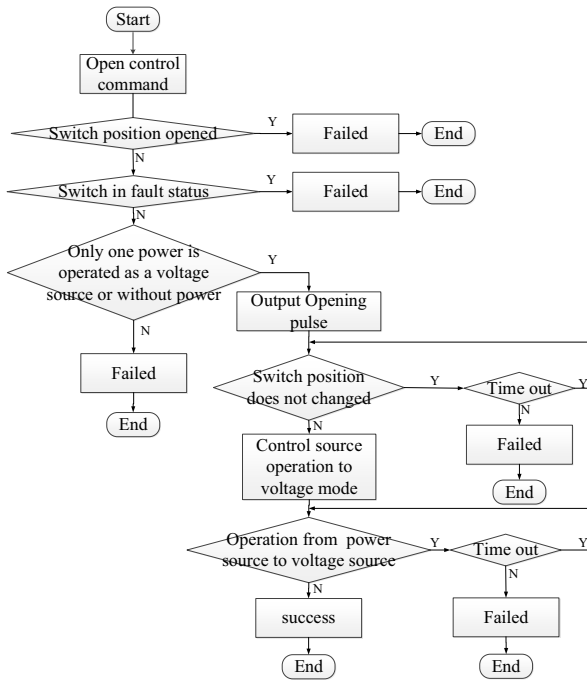 Start
Open control
command
Switch position opened
Y
Failed
End
N
Switch in fault status
Y
Failed
End
N
Only one power is
operated as a voltage
source or without power
Y
Output Opening
pulse
N
Failed
End
Switch position
does not changed
Y
Time out
Y
N
Failed
End
N
Control source
operation to
voltage mode
Operation from power
source to voltage source
Y
Time out
Y
N
Failed
End
N
success
End